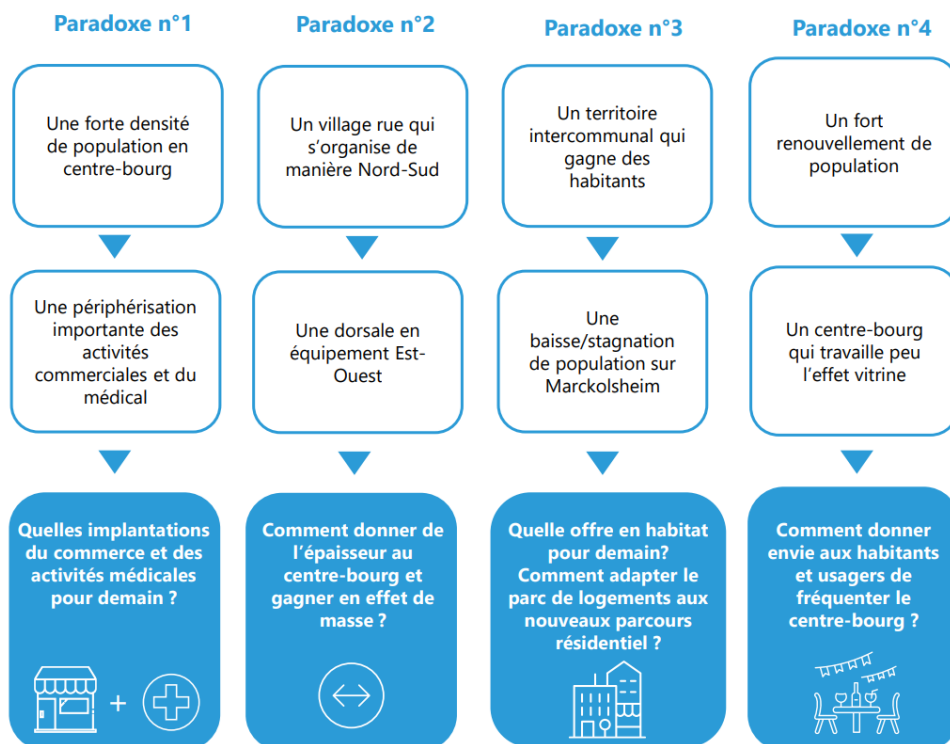 Paradoxe n°1
Une forte densité
de population en
centre-bourg
Une périphérisation
importante des
activités
commerciales et du
médical
Quelles implantations
du commerce et des
activités médicales
pour demain ?
+
Paradoxe n°2
Un village rue qui
s'organise de
manière Nord-Sud
Une dorsale en
équipement Est-
Ouest
Comment donner de
l'épaisseur au
centre-bourg et
gagner en effet de
masse ?
Paradoxe n°3
Un territoire
intercommunal qui
gagne des
habitants
Une
baisse/stagnation
de population sur
Marckolsheim
Quelle offre en habitat
pour demain?
Comment adapter le
parc de logements aux
nouveaux parcours
résidentiel ?
Paradoxe n°4
Un fort
renouvellement de
population
Un centre-bourg
qui travaille peu
l'effet vitrine
Comment donner
envie aux habitants
et usagers de
fréquenter le
centre-bourg ?